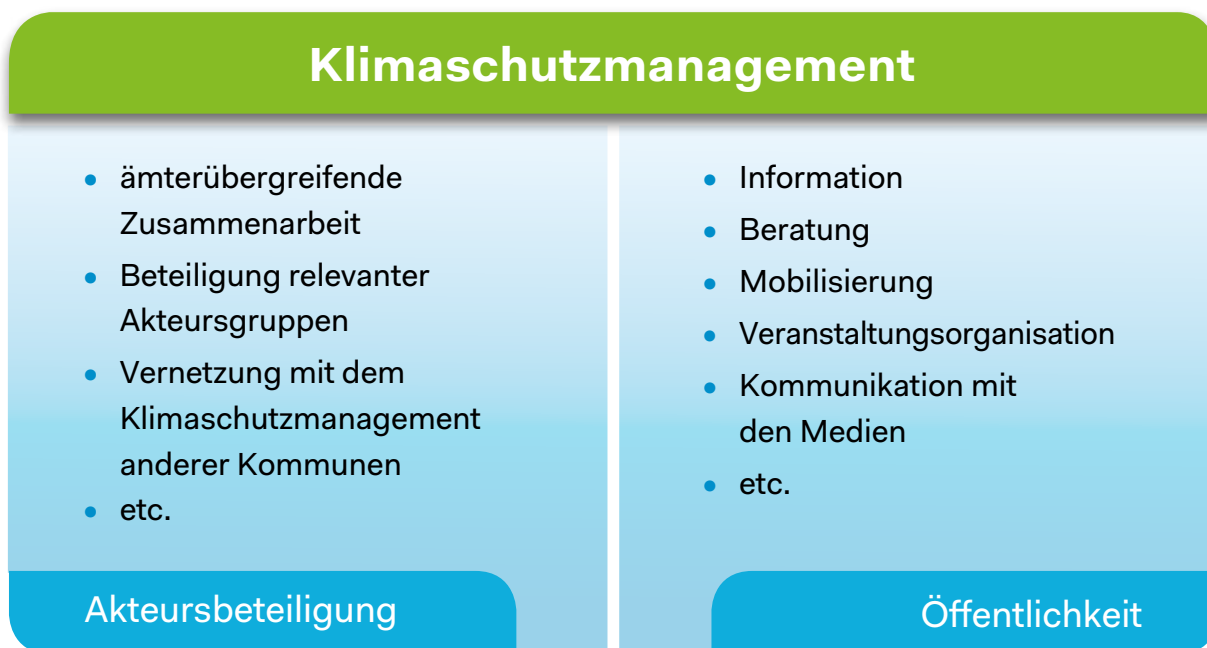 Klimaschutzmanagement
• ämterübergreifende
Zusammenarbeit
• Beteiligung relevanter
Akteursgruppen
• Vernetzung mit dem
Klimaschutzmanagement
anderer Kommunen
• etc.
Akteursbeteiligung
• Information
• Beratung
• Mobilisierung
• Veranstaltungsorganisation
• Kommunikation mit
den Medien
• etc.
Öffentlichkeit